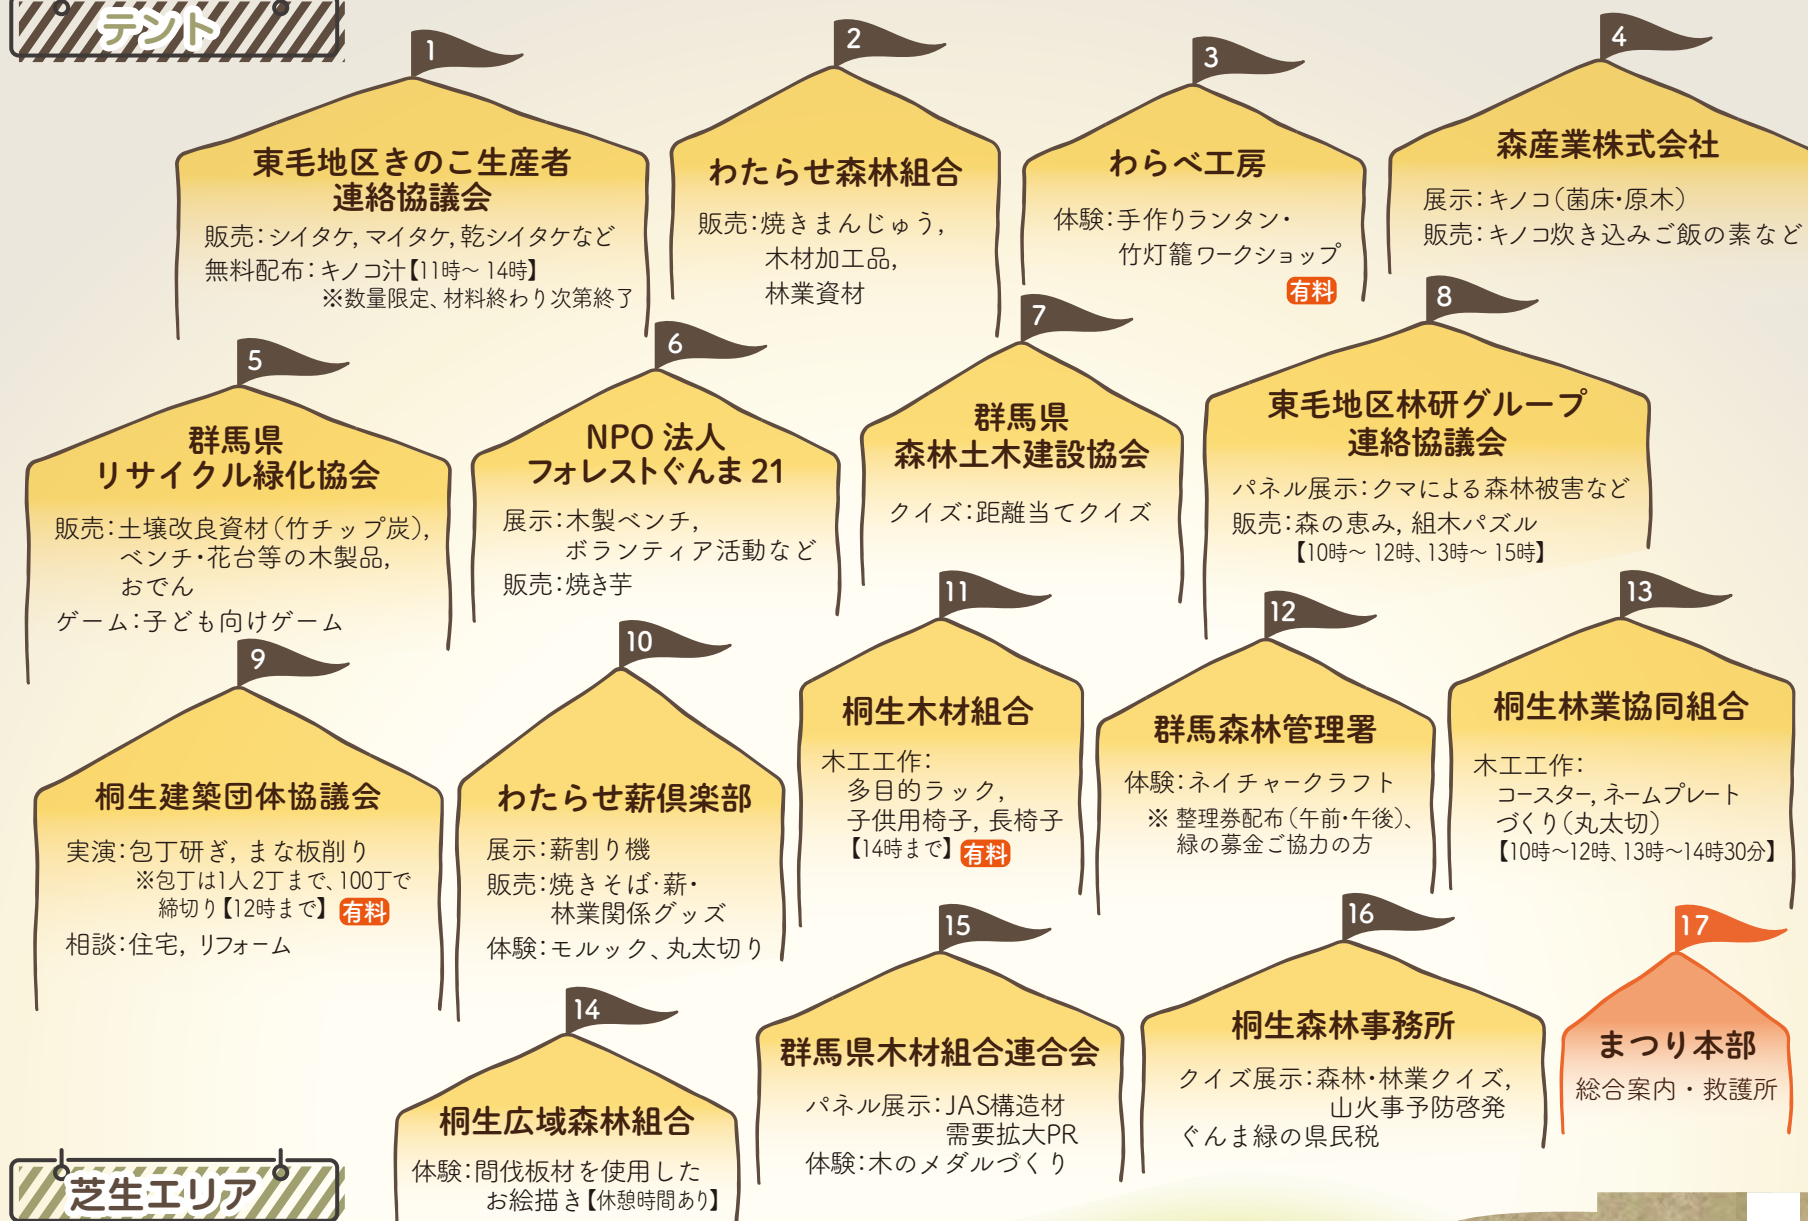 テント
1
東毛地区きのこ生産者
連絡協議会
販売：シイタケ, マイタケ, 乾シイタケなど
無料配布：キノコ汁【11時～14時】
※数量限定、材料終わり次第終了
2
わたらせ森林組合
販売：焼きまんじゅう,
木材加工品,
林業資材
3
わらべ工房
体験：手作りランタン・
竹灯籠ワークショップ
有料
4
森産業株式会社
展示：キノコ（菌床・原木）
販売：キノコ炊き込みご飯の素など
5
群馬県
リサイクル緑化協会
販売：土壌改良資材（竹チップ炭）,
ベンチ・花台等の木製品,
おでん
ゲーム：子ども向けゲーム
6
NPO 法人
フォレストぐんま 21
展示：木製ベンチ,
ボランティア活動など
販売：焼き芋
7
群馬県
森林土木建設協会
クイズ：距離当てクイズ
8
東毛地区林研グループ
連絡協議会
パネル展示：クマによる森林被害など
販売：森の恵み, 組木パズル
【10時～12時、13時～15時】
9
桐生建築団体協議会
実演：包丁研ぎ, まな板削り
※包丁は1人2丁まで、100丁で
締切り【12時まで】 有料
相談：住宅, リフォーム
10
わたらせ薪倶楽部
展示：薪割り機
販売：焼きそば・薪・
林業関係グッズ
体験：モルック、丸太切り
11
桐生木材組合
木工工作：
多目的ラック,
子供用椅子, 長椅子
【14時まで】 有料
12
群馬森林管理署
体験：ネイチャークラフト
※ 整理券配布（午前・午後）、
緑の募金ご協力の方
13
桐生林業協同組合
木工工作：
コースター, ネームプレート
づくり（丸太切）
【10時～12時、13時～14時30分】
14
桐生広域森林組合
体験：間伐板材を使用した
お絵描き【休憩時間あり】
15
群馬県木材組合連合会
パネル展示：JAS構造材
需要拡大PR
体験：木のメダルづくり
16
桐生森林事務所
クイズ展示：森林・林業クイズ,
山火事予防啓発
ぐんま緑の県民税
17
まつり本部
総合案内・救護所
芝生エリア